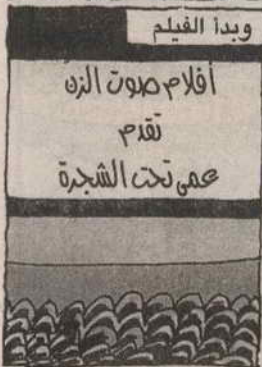 وبدأ الفيلم
أفلام صوت الزن
تقدم
عمى تحت الشجرة